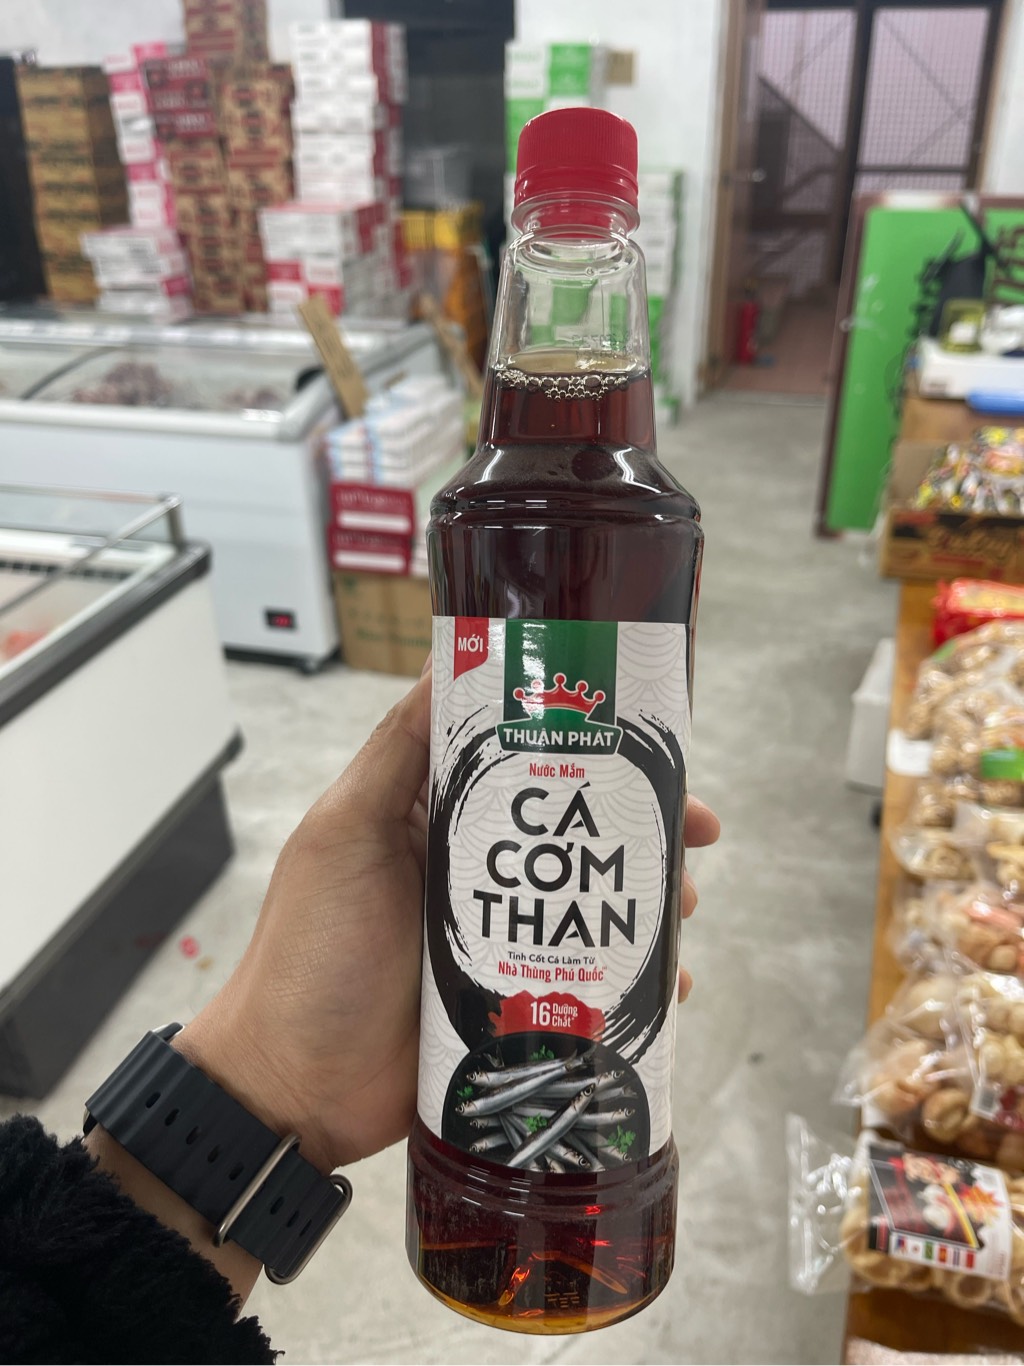 MỚI
THUẬN PHÁT
Nước Mắm
CÁ
CƠM
THAN
Tinh Cốt Cá Làm Từ
Nhà Thùng Phú Quốc
16 Dưỡng
Chất